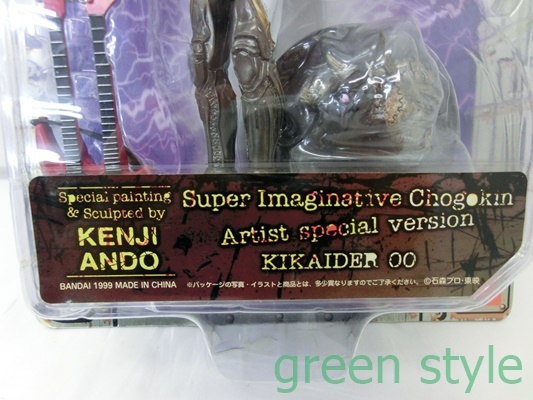 Special painting
& Sculpted by
KENJI
ANDO
BANDAI 1999 MADE IN CHINA
Super Imaginative Chogokin
Artist special version
KIKAIDER 00
※パッケージの写真・イラストと商品とは、多少異なりますのでご了承ください。 ©石森プロ・東映
green style